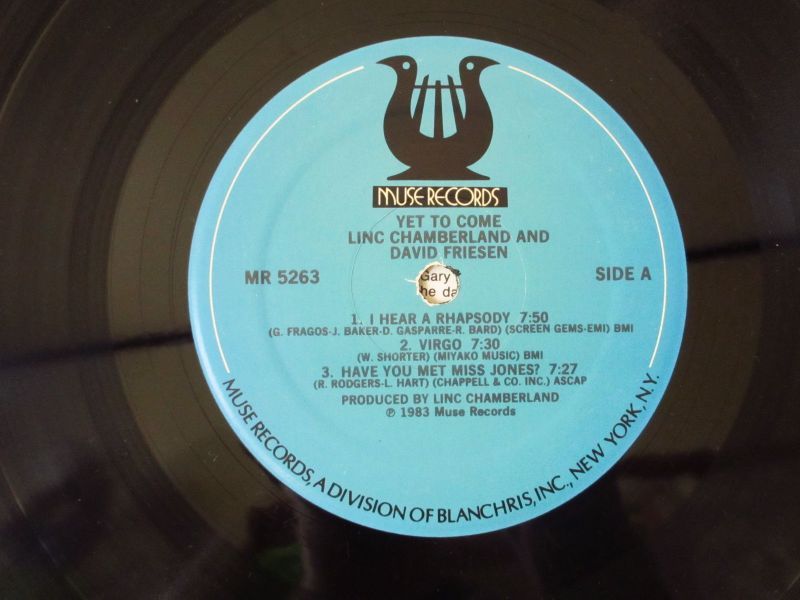 MUSE RECORDS
YET TO COME
LINC CHAMBERLAND AND
DAVID FRIESEN
MR 5263
SIDE A
Gary
he da
1. I HEAR A RHAPSODY 7:50
(G. FRAGOS-J. BAKER-D. GASPARRE-R. BARD) (SCREEN GEMS-EMI) BMI
2. VIRGO 7:30
(W. SHORTER) (MIYAKO MUSIC) BMI
3. HAVE YOU MET MISS JONES? 7:27
(R. RODGERS-L. HART) (CHAPPELL & CO. INC.) ASCAP
PRODUCED BY LINC CHAMBERLAND
℗ 1983 Muse Records
MUSE RECORDS, A DIVISION OF BLANCHRIS, INC., NEW YORK, N.Y.